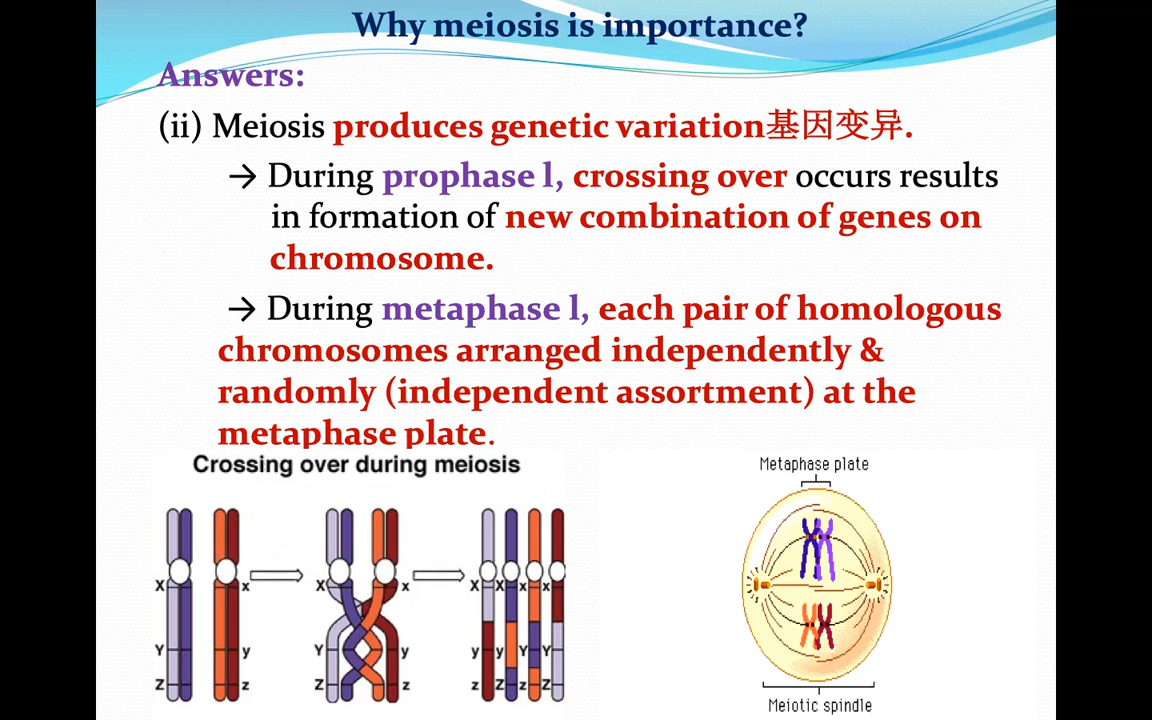 Why meiosis is importance?
Answers:
(ii) Meiosis produces genetic variation基因变异.
→ During prophase l, crossing over occurs results
in formation of new combination of genes on
chromosome.
→ During metaphase l, each pair of homologous
chromosomes arranged independently &
randomly (independent assortment) at the
metaphase plate.
Crossing over during meiosis
X x X x X X x x
Y y Y y y y Y Y
Z z Z z z Z z Z
Metaphase plate
Meiotic spindle